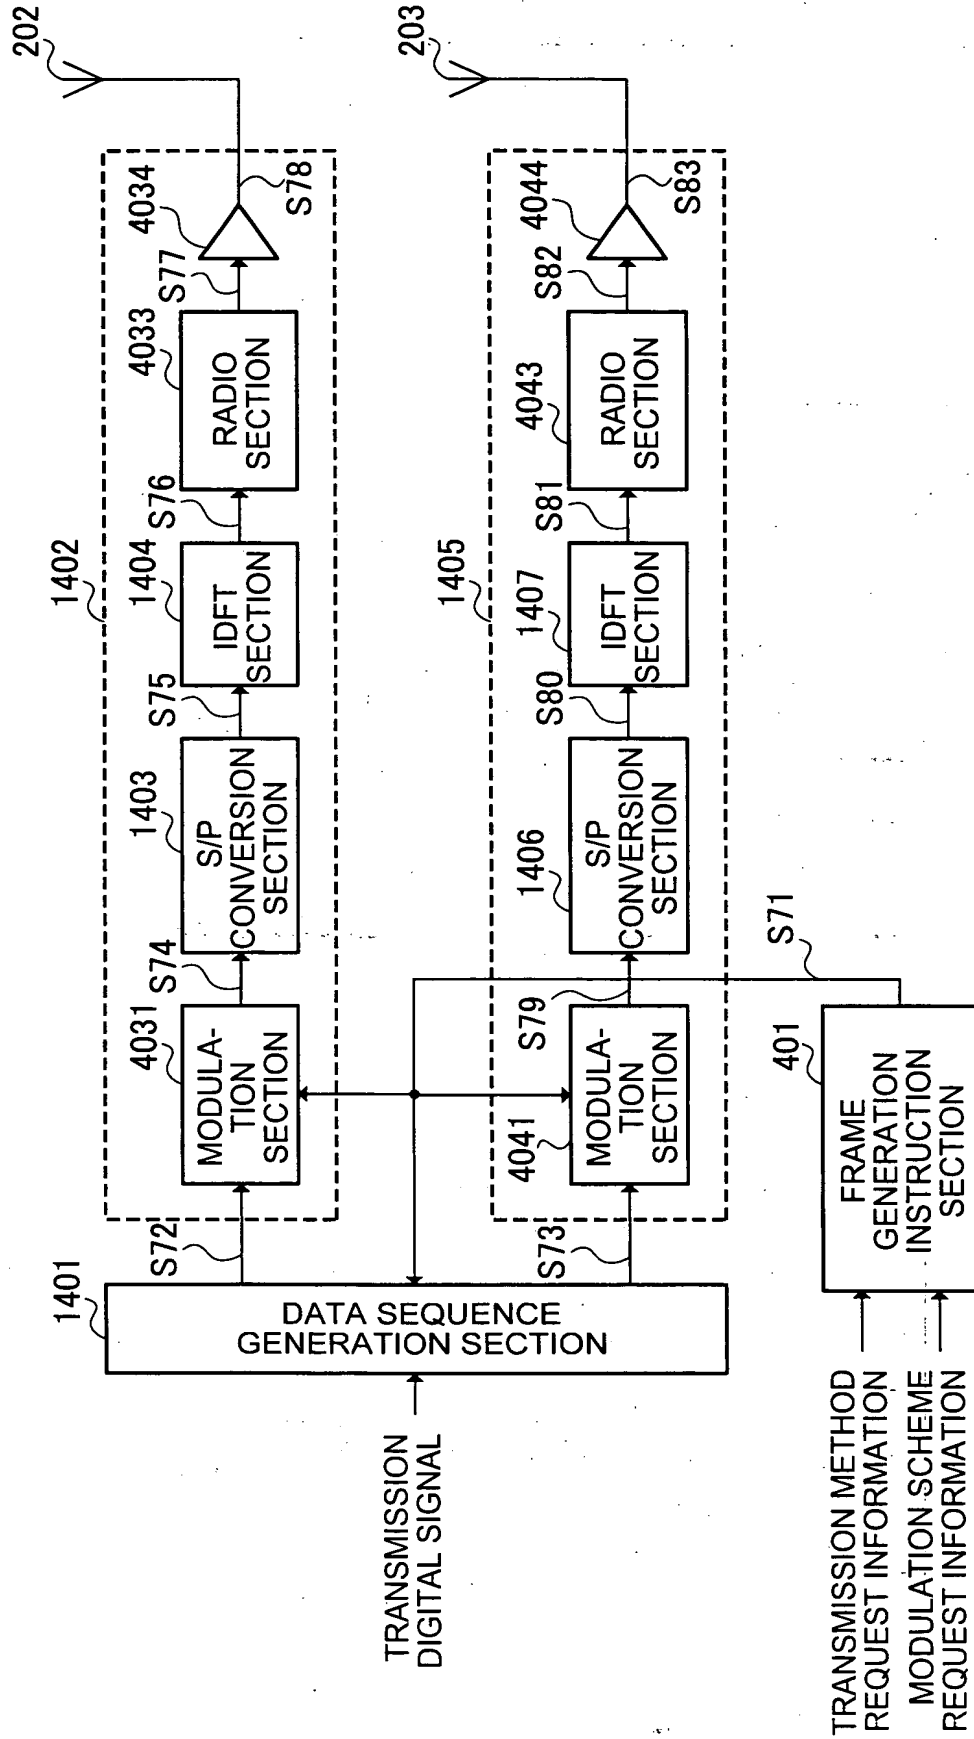 202
203
1402
4034
S78
S77
4033
RADIO
SECTION
S76
1404
IDFT
SECTION
S75
1403
S/P
CONVERSION
SECTION
S74
4031
MODULA-
TION
SECTION
S72
1405
4044
S83
S82
4043
RADIO
SECTION
S81
1407
IDFT
SECTION
S80
1406
S/P
CONVERSION
SECTION
S79
4041
MODULA-
TION
SECTION
S73
S71
1401
DATA SEQUENCE
GENERATION SECTION
TRANSMISSION
DIGITAL SIGNAL
401
FRAME
GENERATION
INSTRUCTION
SECTION
TRANSMISSION METHOD
REQUEST INFORMATION
MODULATION SCHEME
REQUEST INFORMATION